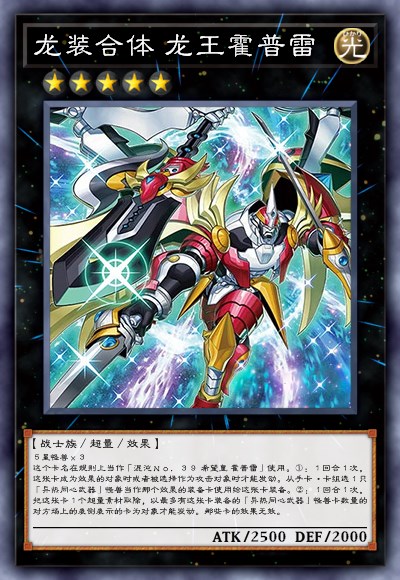 龙装合体 龙王霍普雷
光
【战士族／超量／效果】
５星怪兽×３
这个卡名在规则上当作「混沌No．39 希望皇 霍普雷」使用。①：１回合１次，
这张卡成为效果的对象时或者被选择作为攻击对象时才能发动。从手卡・卡组选１只
「异热同心武器」怪兽当作那个效果的装备卡使用给这张卡装备。②：１回合１次，
把这张卡１个超量素材取除，以最多有这张卡装备的「异热同心武器」怪兽卡数量的
对方场上的表侧表示的卡为对象才能发动。那些卡的效果无效。
ATK/2500 DEF/2000